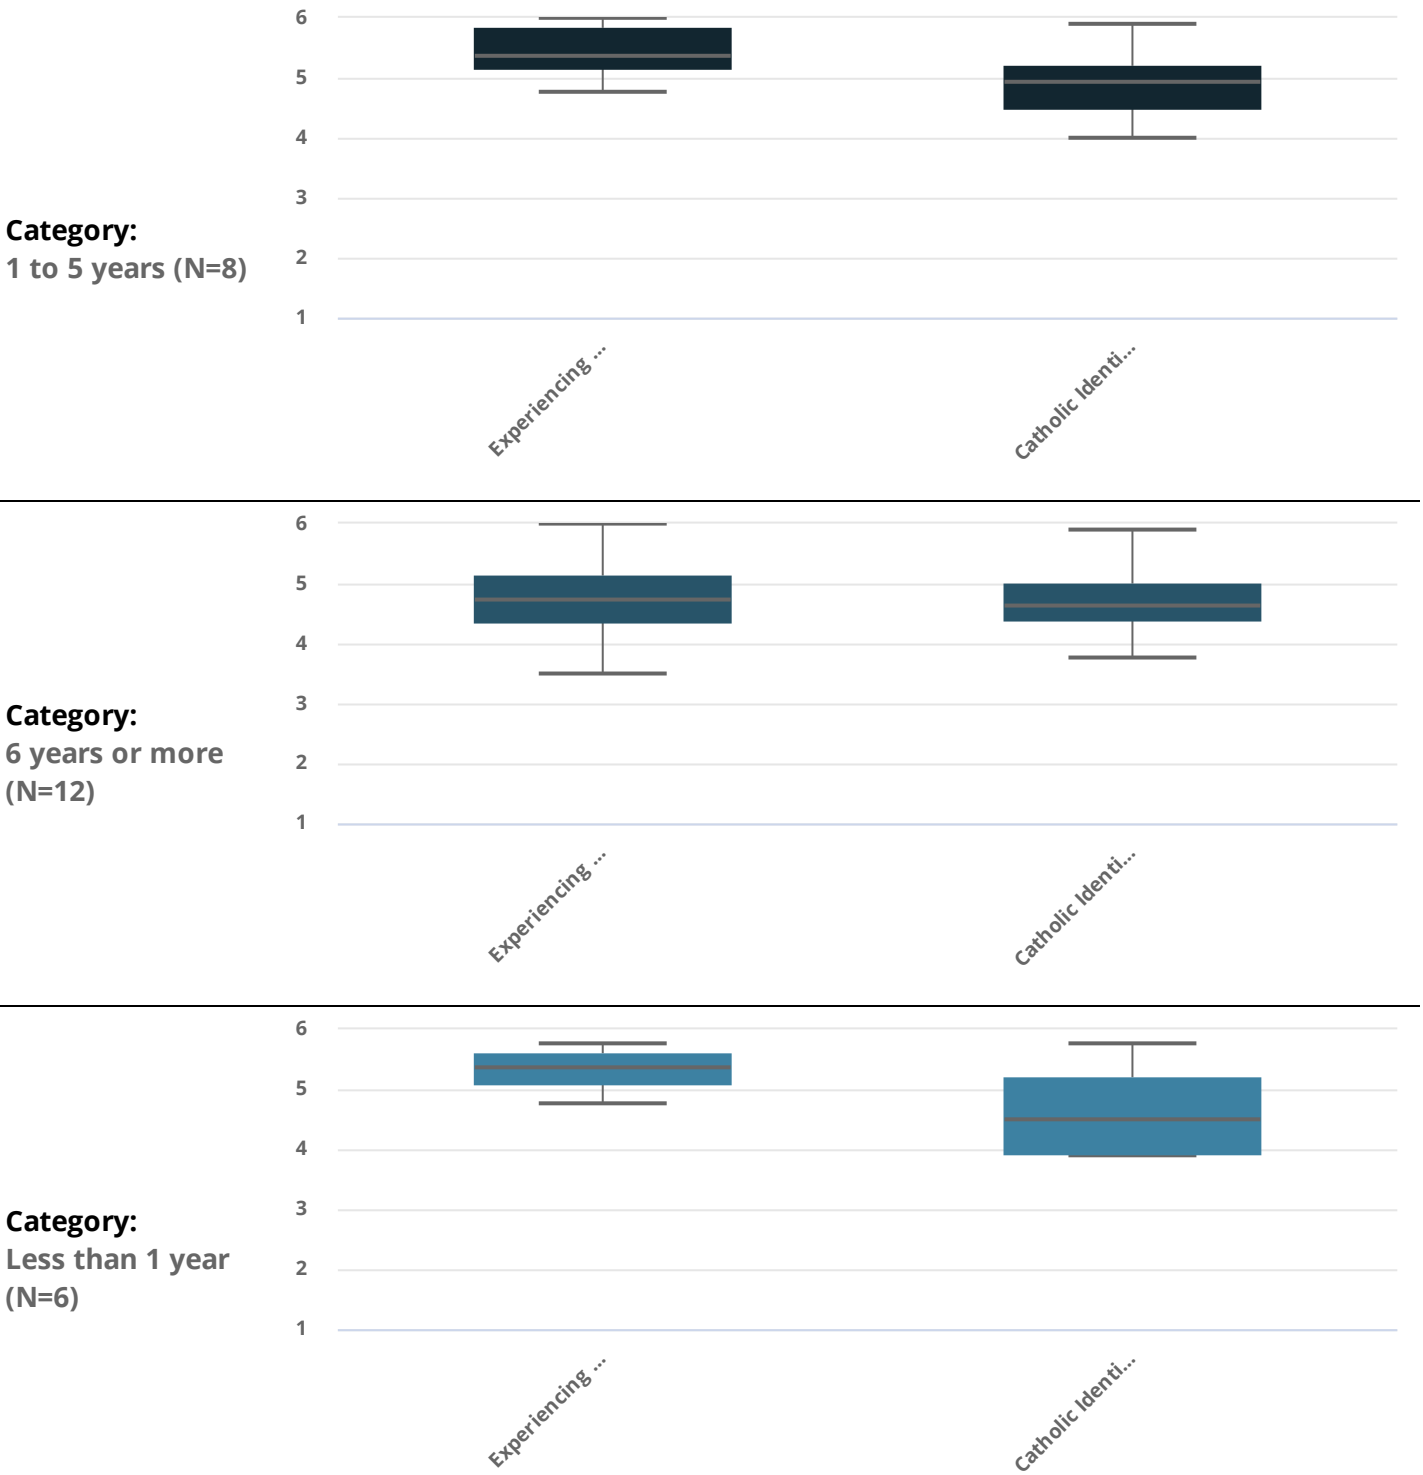 6
5
4
3
2
1
Category:
1 to 5 years (N=8)
Experiencing ...
Catholic Identi...
6
5
4
3
2
1
Category:
6 years or more
(N=12)
Experiencing ...
Catholic Identi...
6
5
4
3
2
1
Category:
Less than 1 year
(N=6)
Experiencing ...
Catholic Identi...